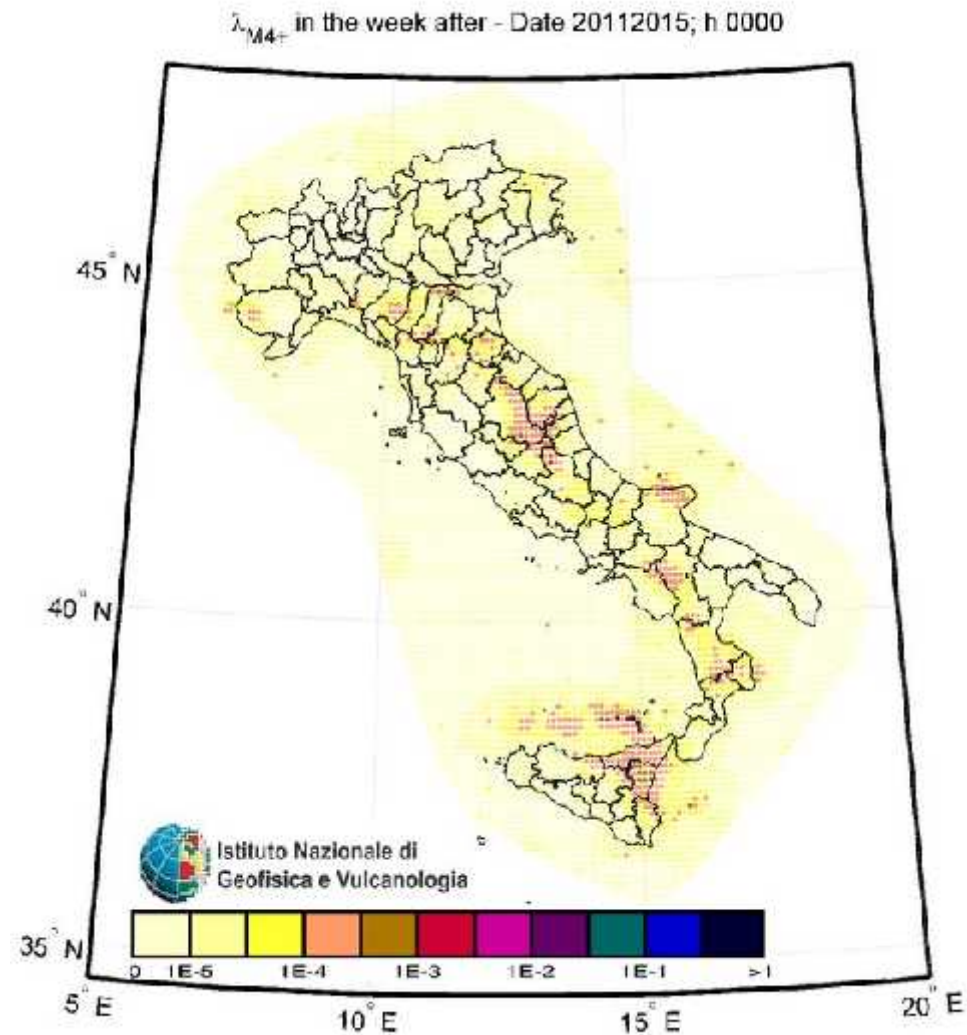 λM4+ in the week after - Date 20112015; h 0000
45° N
40° N
35° N
Istituto Nazionale di
Geofisica e Vulcanologia
0 1E-5 1E-4 1E-3 1E-2 1E-1 >1
5° E 10° E 15° E 20° E